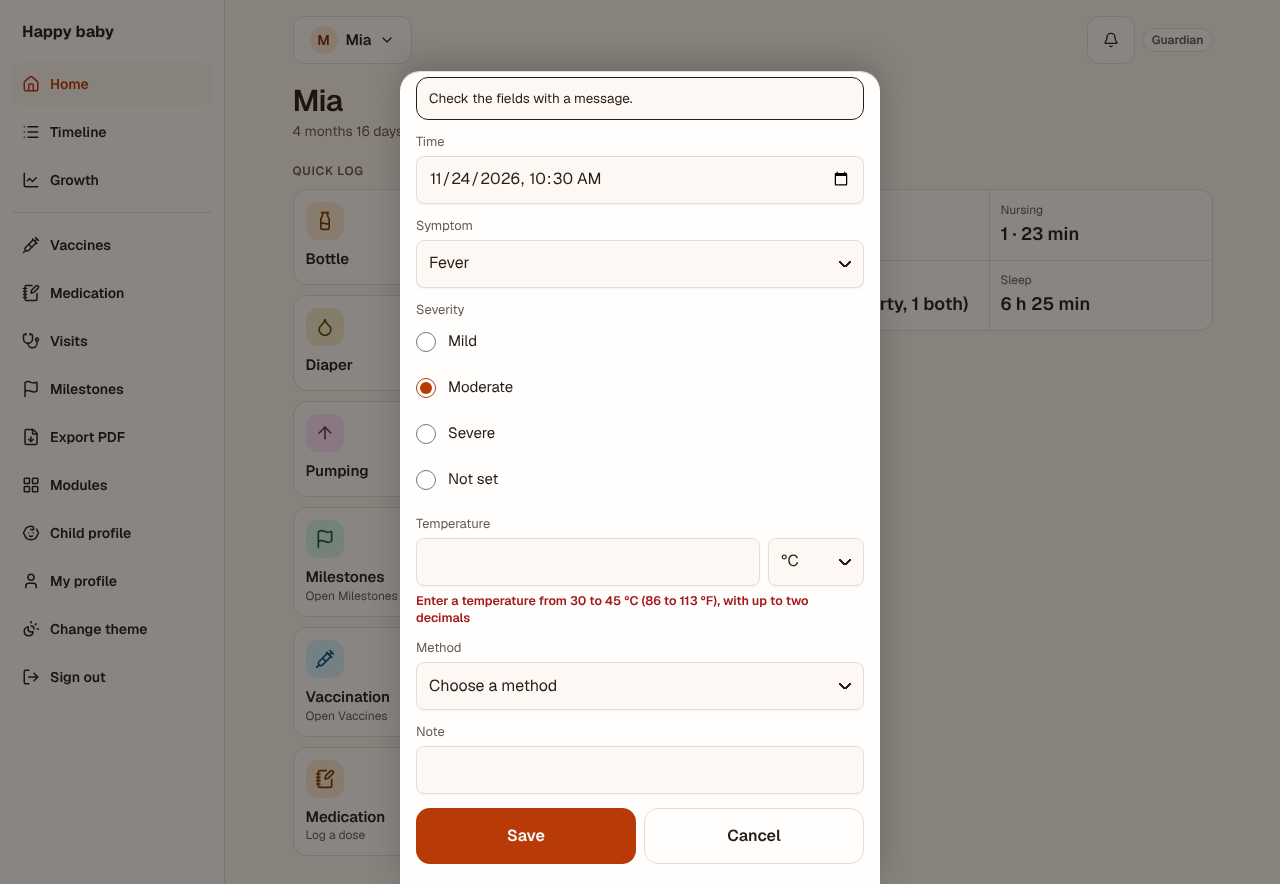 Happy baby
Home
Timeline
Growth
Vaccines
Medication
Visits
Milestones
Export PDF
Modules
Child profile
My profile
Change theme
Sign out
M Mia
Guardian
Mia
4 months 16 days
QUICK LOG
Bottle
Diaper
Pumping
Milestones
Open Milestones
Vaccination
Open Vaccines
Medication
Log a dose
Check the fields with a message.
Time
11/24/2026, 10:30 AM
Symptom
Fever
Severity
Mild
Moderate
Severe
Not set
Temperature
°C
Enter a temperature from 30 to 45 °C (86 to 113 °F), with up to two
decimals
Method
Choose a method
Note
Save Cancel
Nursing
1 · 23 min
rty, 1 both)
Sleep
6 h 25 min